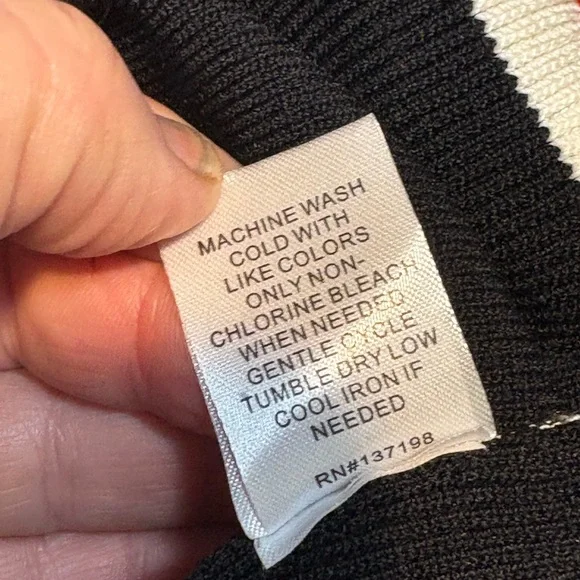 MACHINE WASH
COLD WITH
LIKE COLORS
ONLY NON-
CHLORINE BLEACH
WHEN NEEDED
GENTLE CYCLE
TUMBLE DRY LOW
COOL IRON IF
NEEDED
RN#137198